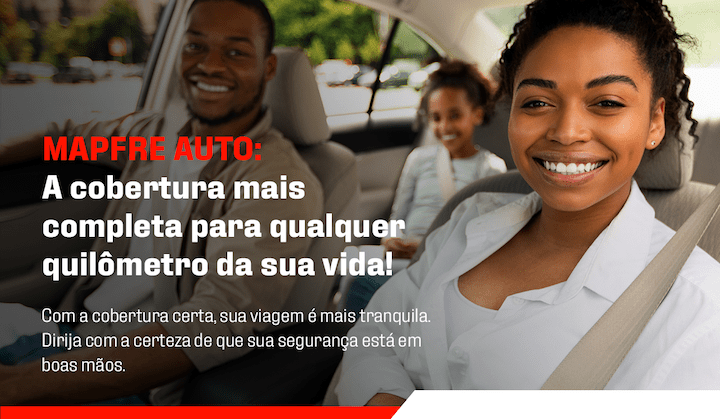 MAPFRE AUTO:
A cobertura mais
completa para qualquer
quilômetro da sua vida!
Com a cobertura certa, sua viagem é mais tranquila.
Dirija com a certeza de que sua segurança está em
boas mãos.